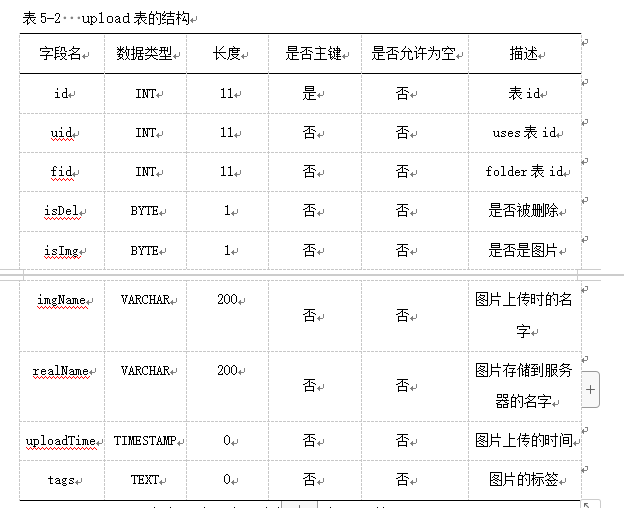 表 5-2 upload 表的结构
字段名 数据类型 长度 是否主键 是否允许为空 描述
id INT 11 是 否 表 id
uid INT 11 否 否 uses 表 id
fid INT 11 否 否 folder 表 id
isDel BYTE 1 否 否 是否被删除
isImg BYTE 1 否 否 是否是图片
imgName VARCHAR 200 否 否 图片上传时的名
字
realName VARCHAR 200 否 否 图片存储到服务
器的名字
uploadTime TIMESTAMP 0 否 否 图片上传的时间
tags TEXT 0 否 否 图片的标签